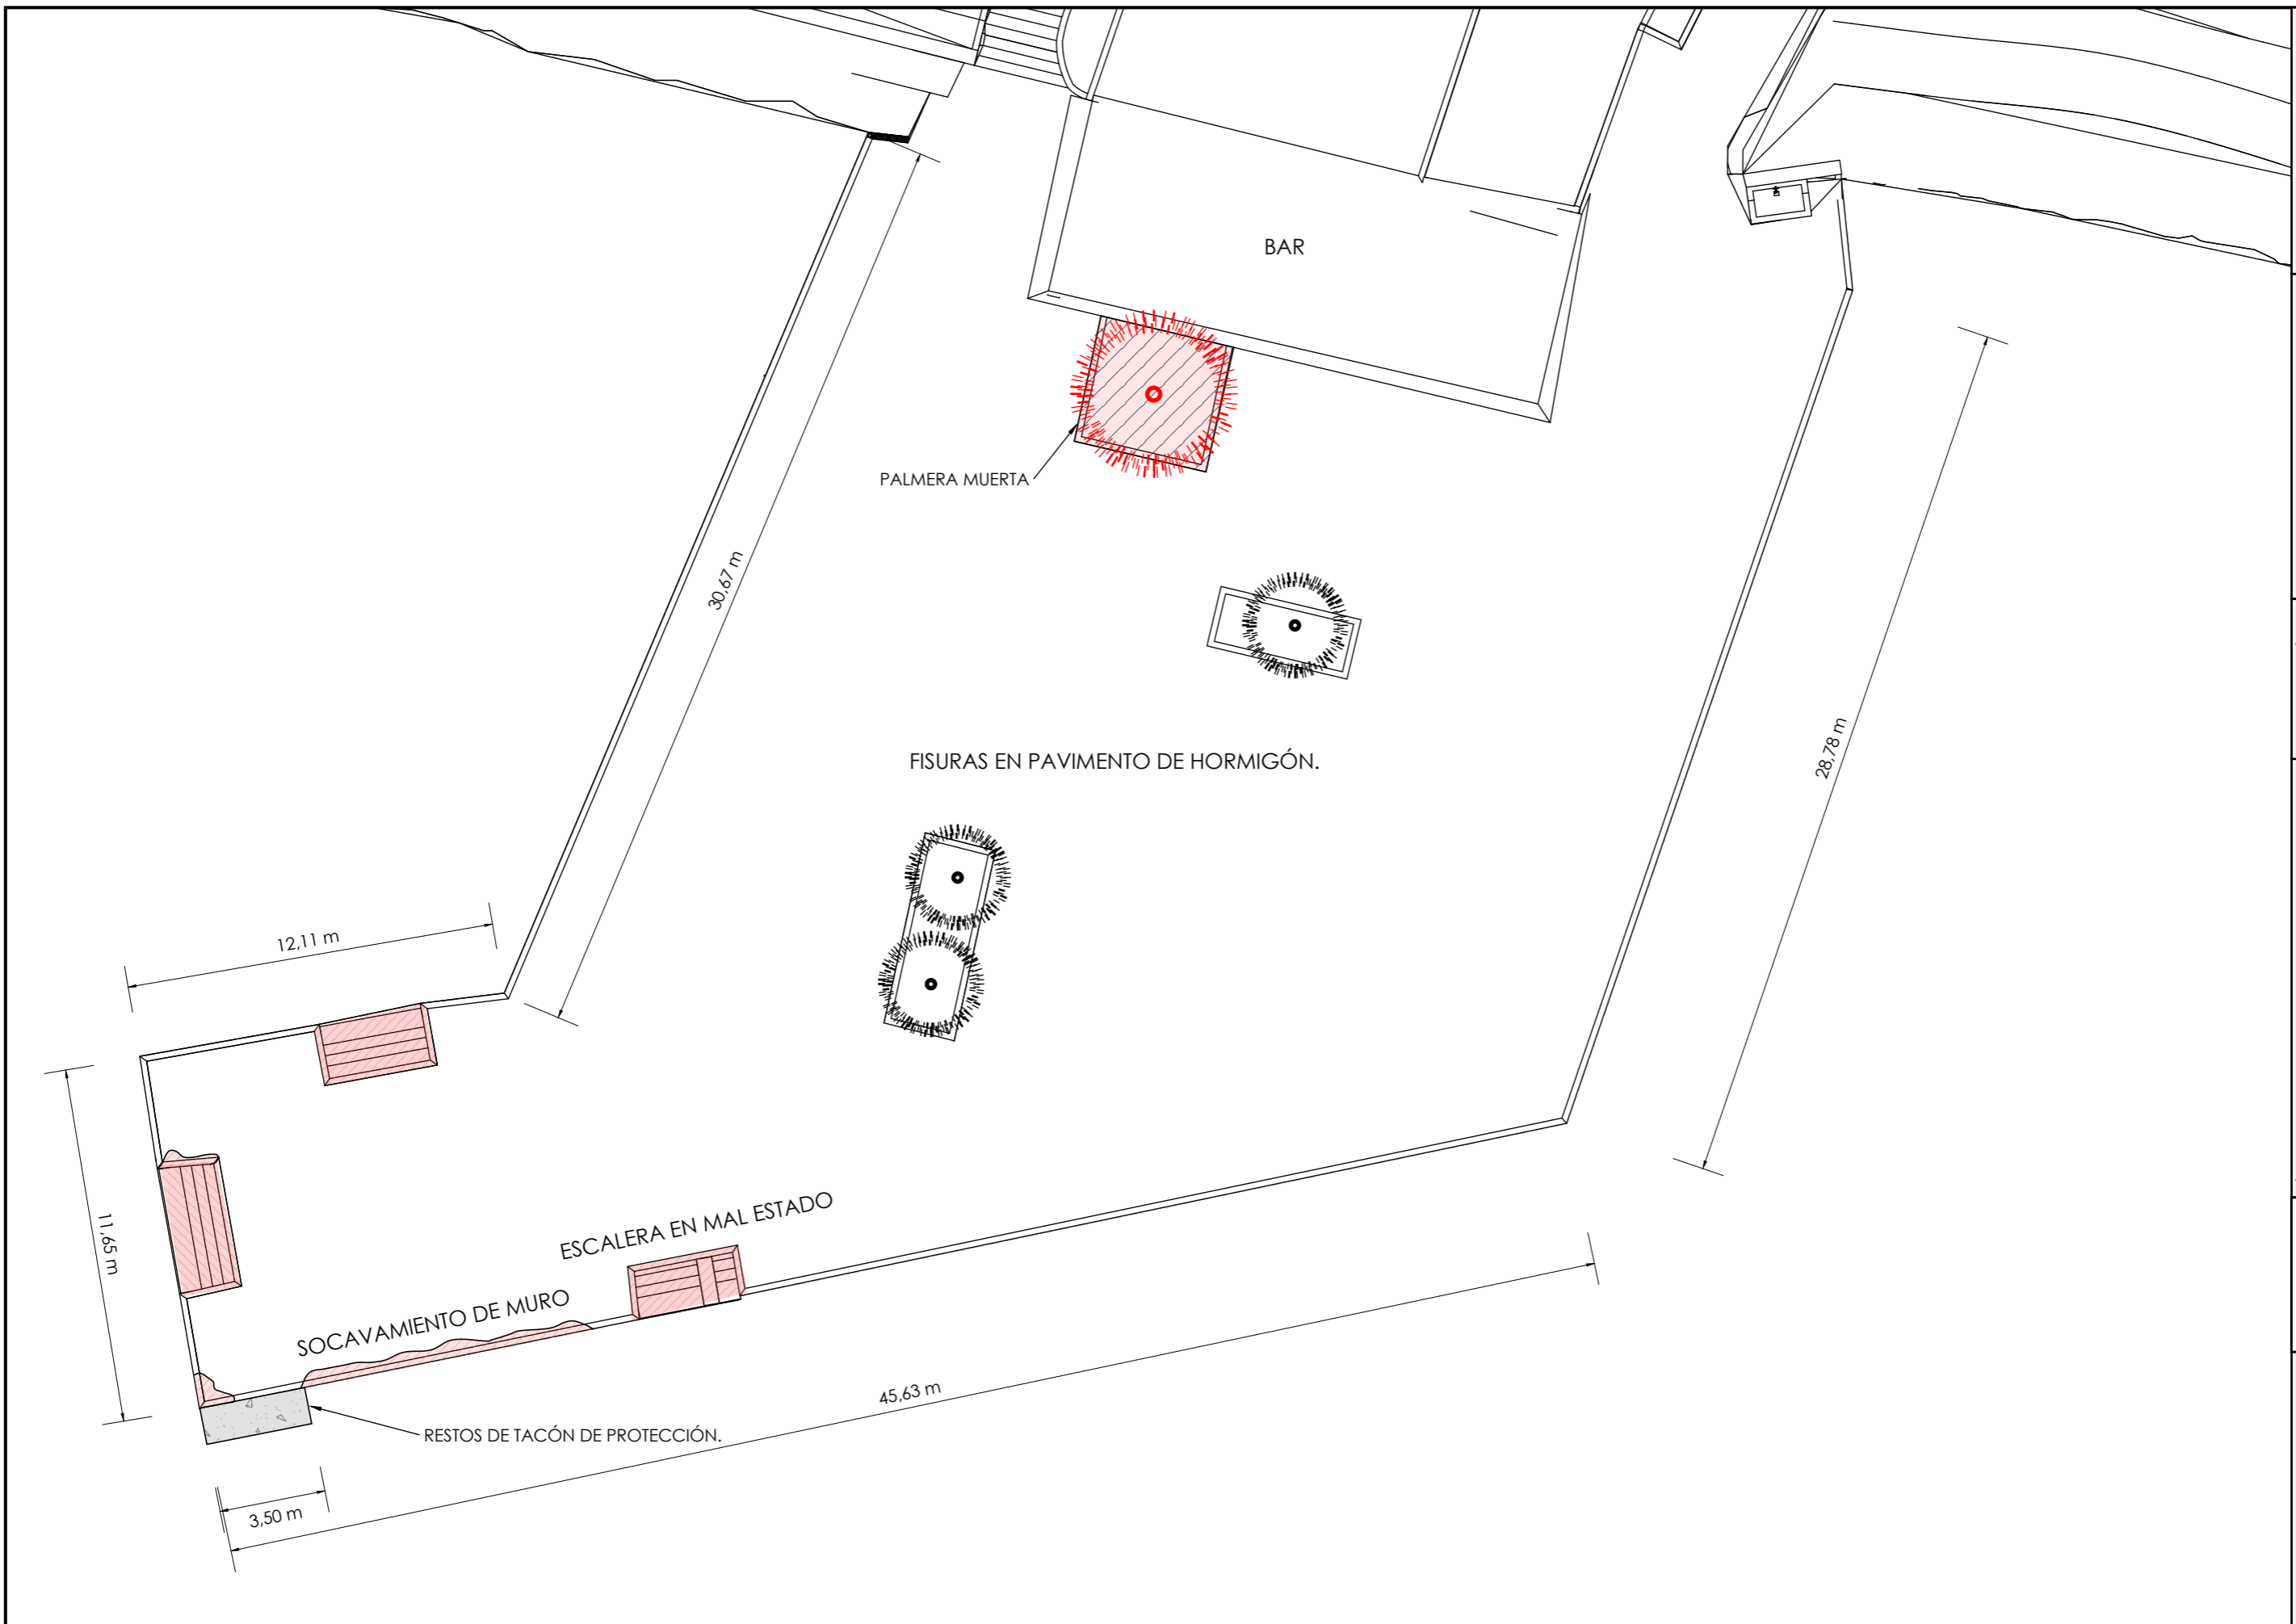 BAR
PALMERA MUERTA
30,67 m
28,78 m
FISURAS EN PAVIMENTO DE HORMIGÓN.
12,11 m
11,65 m
ESCALERA EN MAL ESTADO
SOCAVAMIENTO DE MURO
45,63 m
RESTOS DE TACÓN DE PROTECCIÓN.
3,50 m